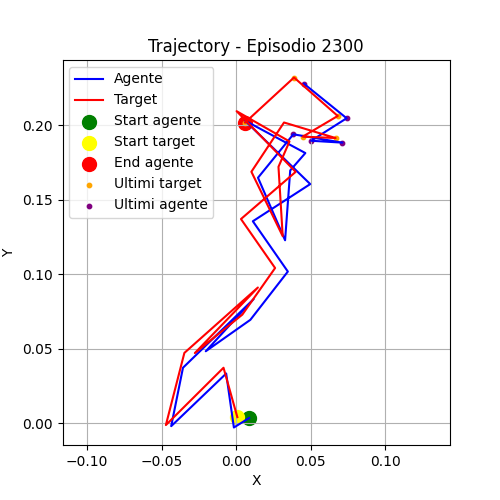 Trajectory - Episodio 2300
Agente
Target
Start agente
Start target
End agente
Ultimi target
Ultimi agente
Y
0.20
0.15
0.10
0.05
0.00
−0.10 −0.05 0.00 0.05 0.10
X